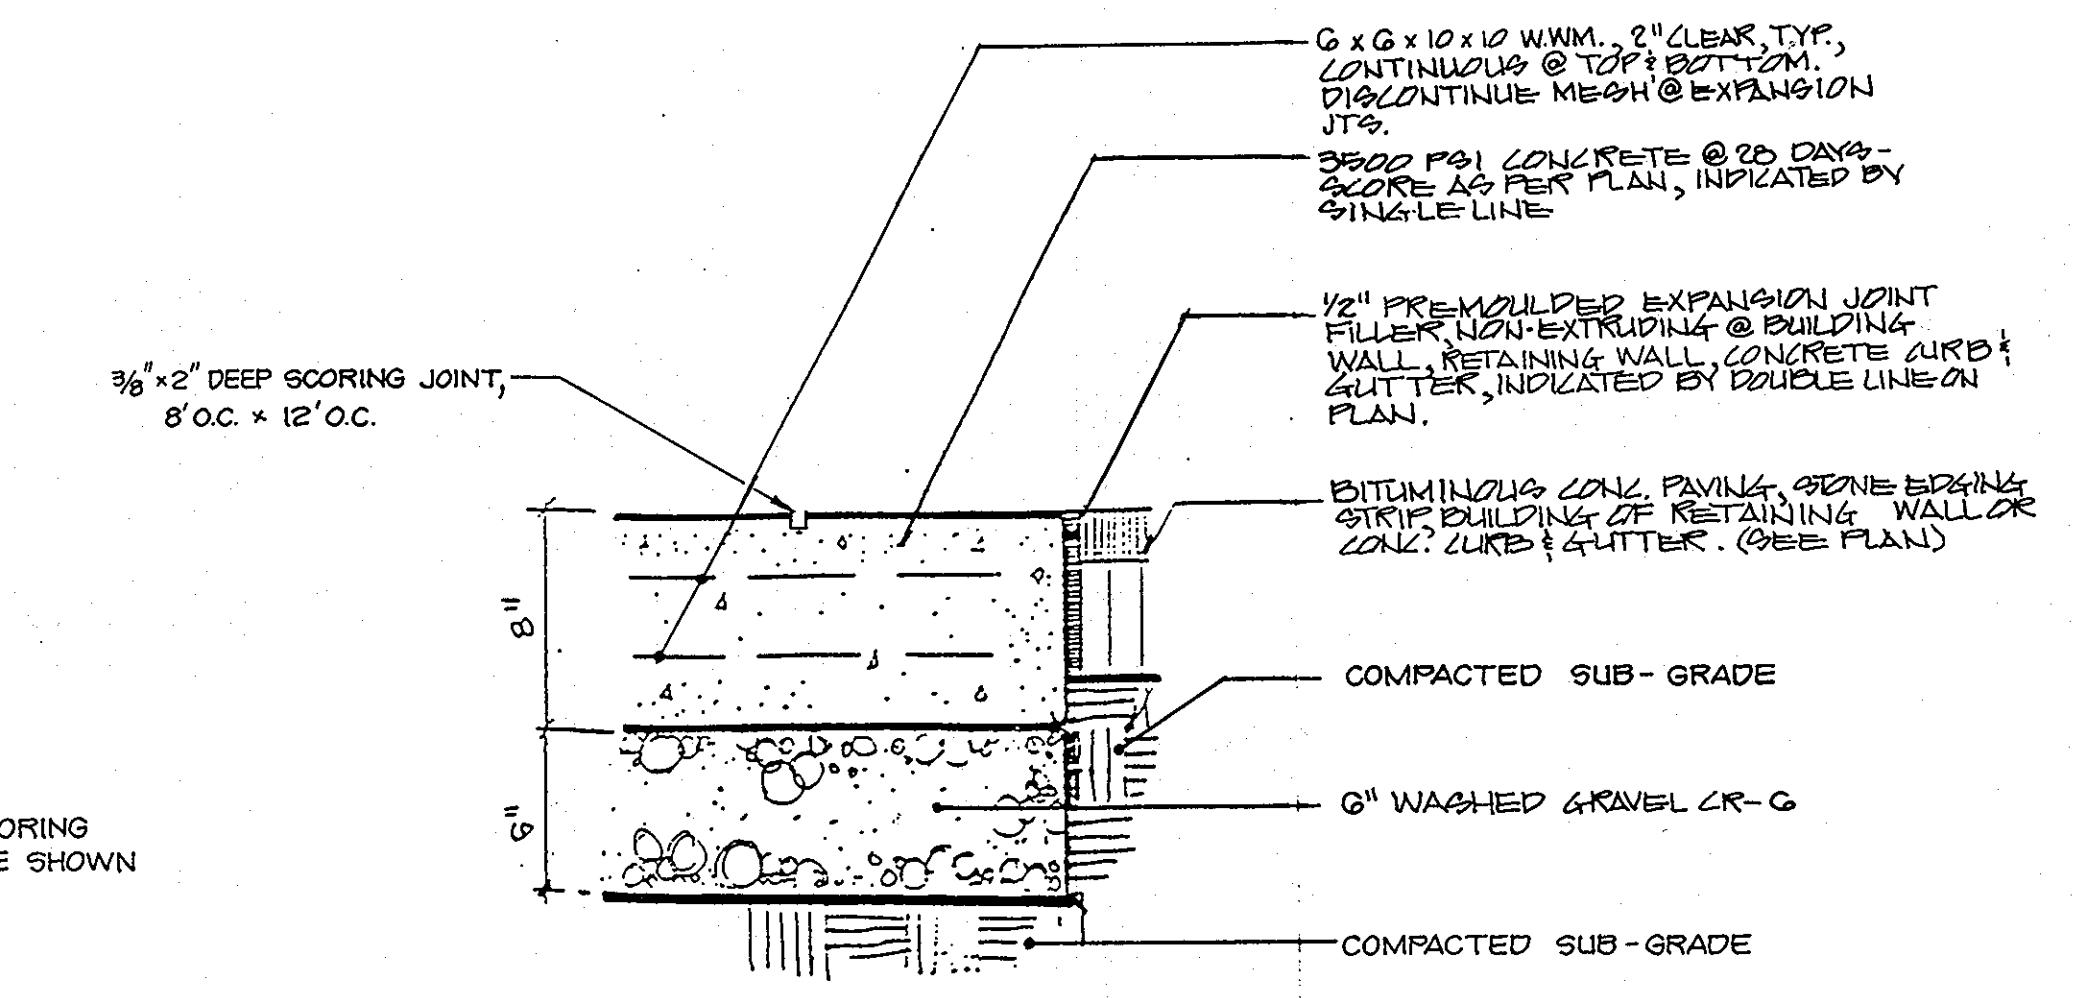 6 x 6 x 10 x 10 W.WM., 2" CLEAR, TYP.,
CONTINUOUS @ TOP & BOTTOM.
DISCONTINUE MESH @ EXPANSION
JTS.
3500 PSI CONCRETE @ 28 DAYS-
SCORE AS PER PLAN, INDICATED BY
SINGLE LINE
1/2" PREMOULDED EXPANSION JOINT
FILLER, NON-EXTRUDING @ BUILDING
WALL, RETAINING WALL, CONCRETE CURB &
GUTTER, INDICATED BY DOUBLE LINE ON
PLAN.
3/8" x 2" DEEP SCORING JOINT,
8' O.C. x 12' O.C.
BITUMINOUS CONC. PAVING, STONE EDGING
STRIP, BUILDING OF RETAINING WALL OR
CONC. CURB & GUTTER. (SEE PLAN)
8"
COMPACTED SUB-GRADE
6"
6" WASHED GRAVEL CR-6
ORING
E SHOWN
COMPACTED SUB-GRADE